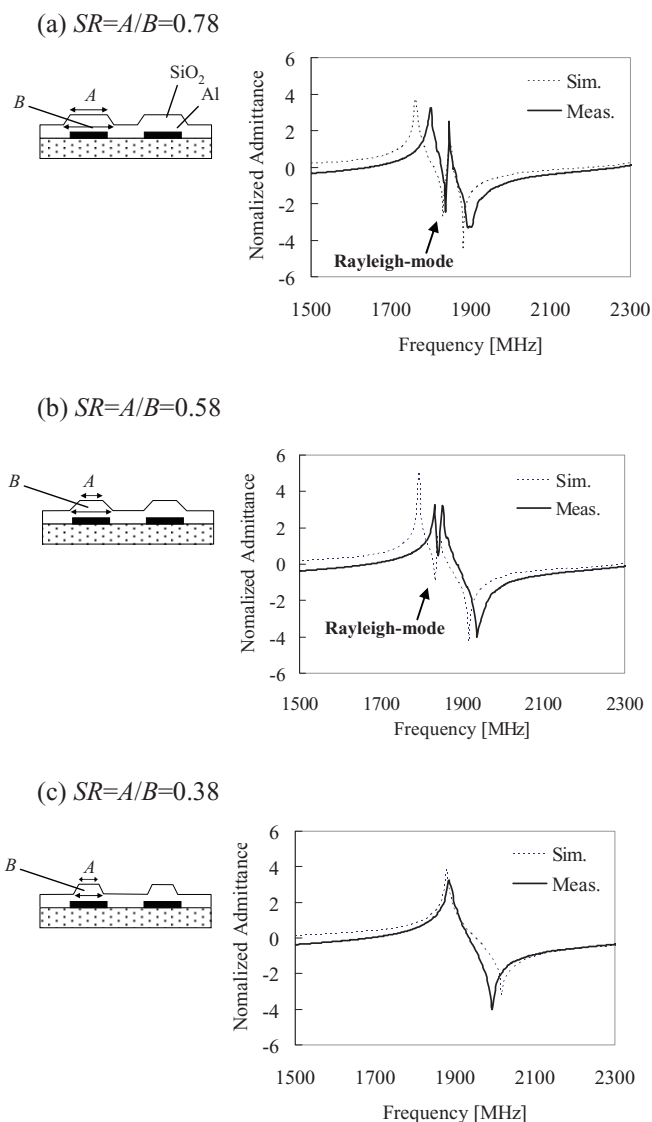 (a) SR=A/B=0.78
A
B
SiO2
Al
Nomalized Admittance
6
4
2
0
-2
-4
-6
Sim.
Meas.
Rayleigh-mode
1500 1700 1900 2100 2300
Frequency [MHz]
(b) SR=A/B=0.58
B
A
Nomalized Admittance
6
4
2
0
-2
-4
-6
Sim.
Meas.
Rayleigh-mode
1500 1700 1900 2100 2300
Frequency [MHz]
(c) SR=A/B=0.38
B
A
Nomalized Admittance
6
4
2
0
-2
-4
-6
Sim.
Meas.
1500 1700 1900 2100 2300
Frequency [MHz]